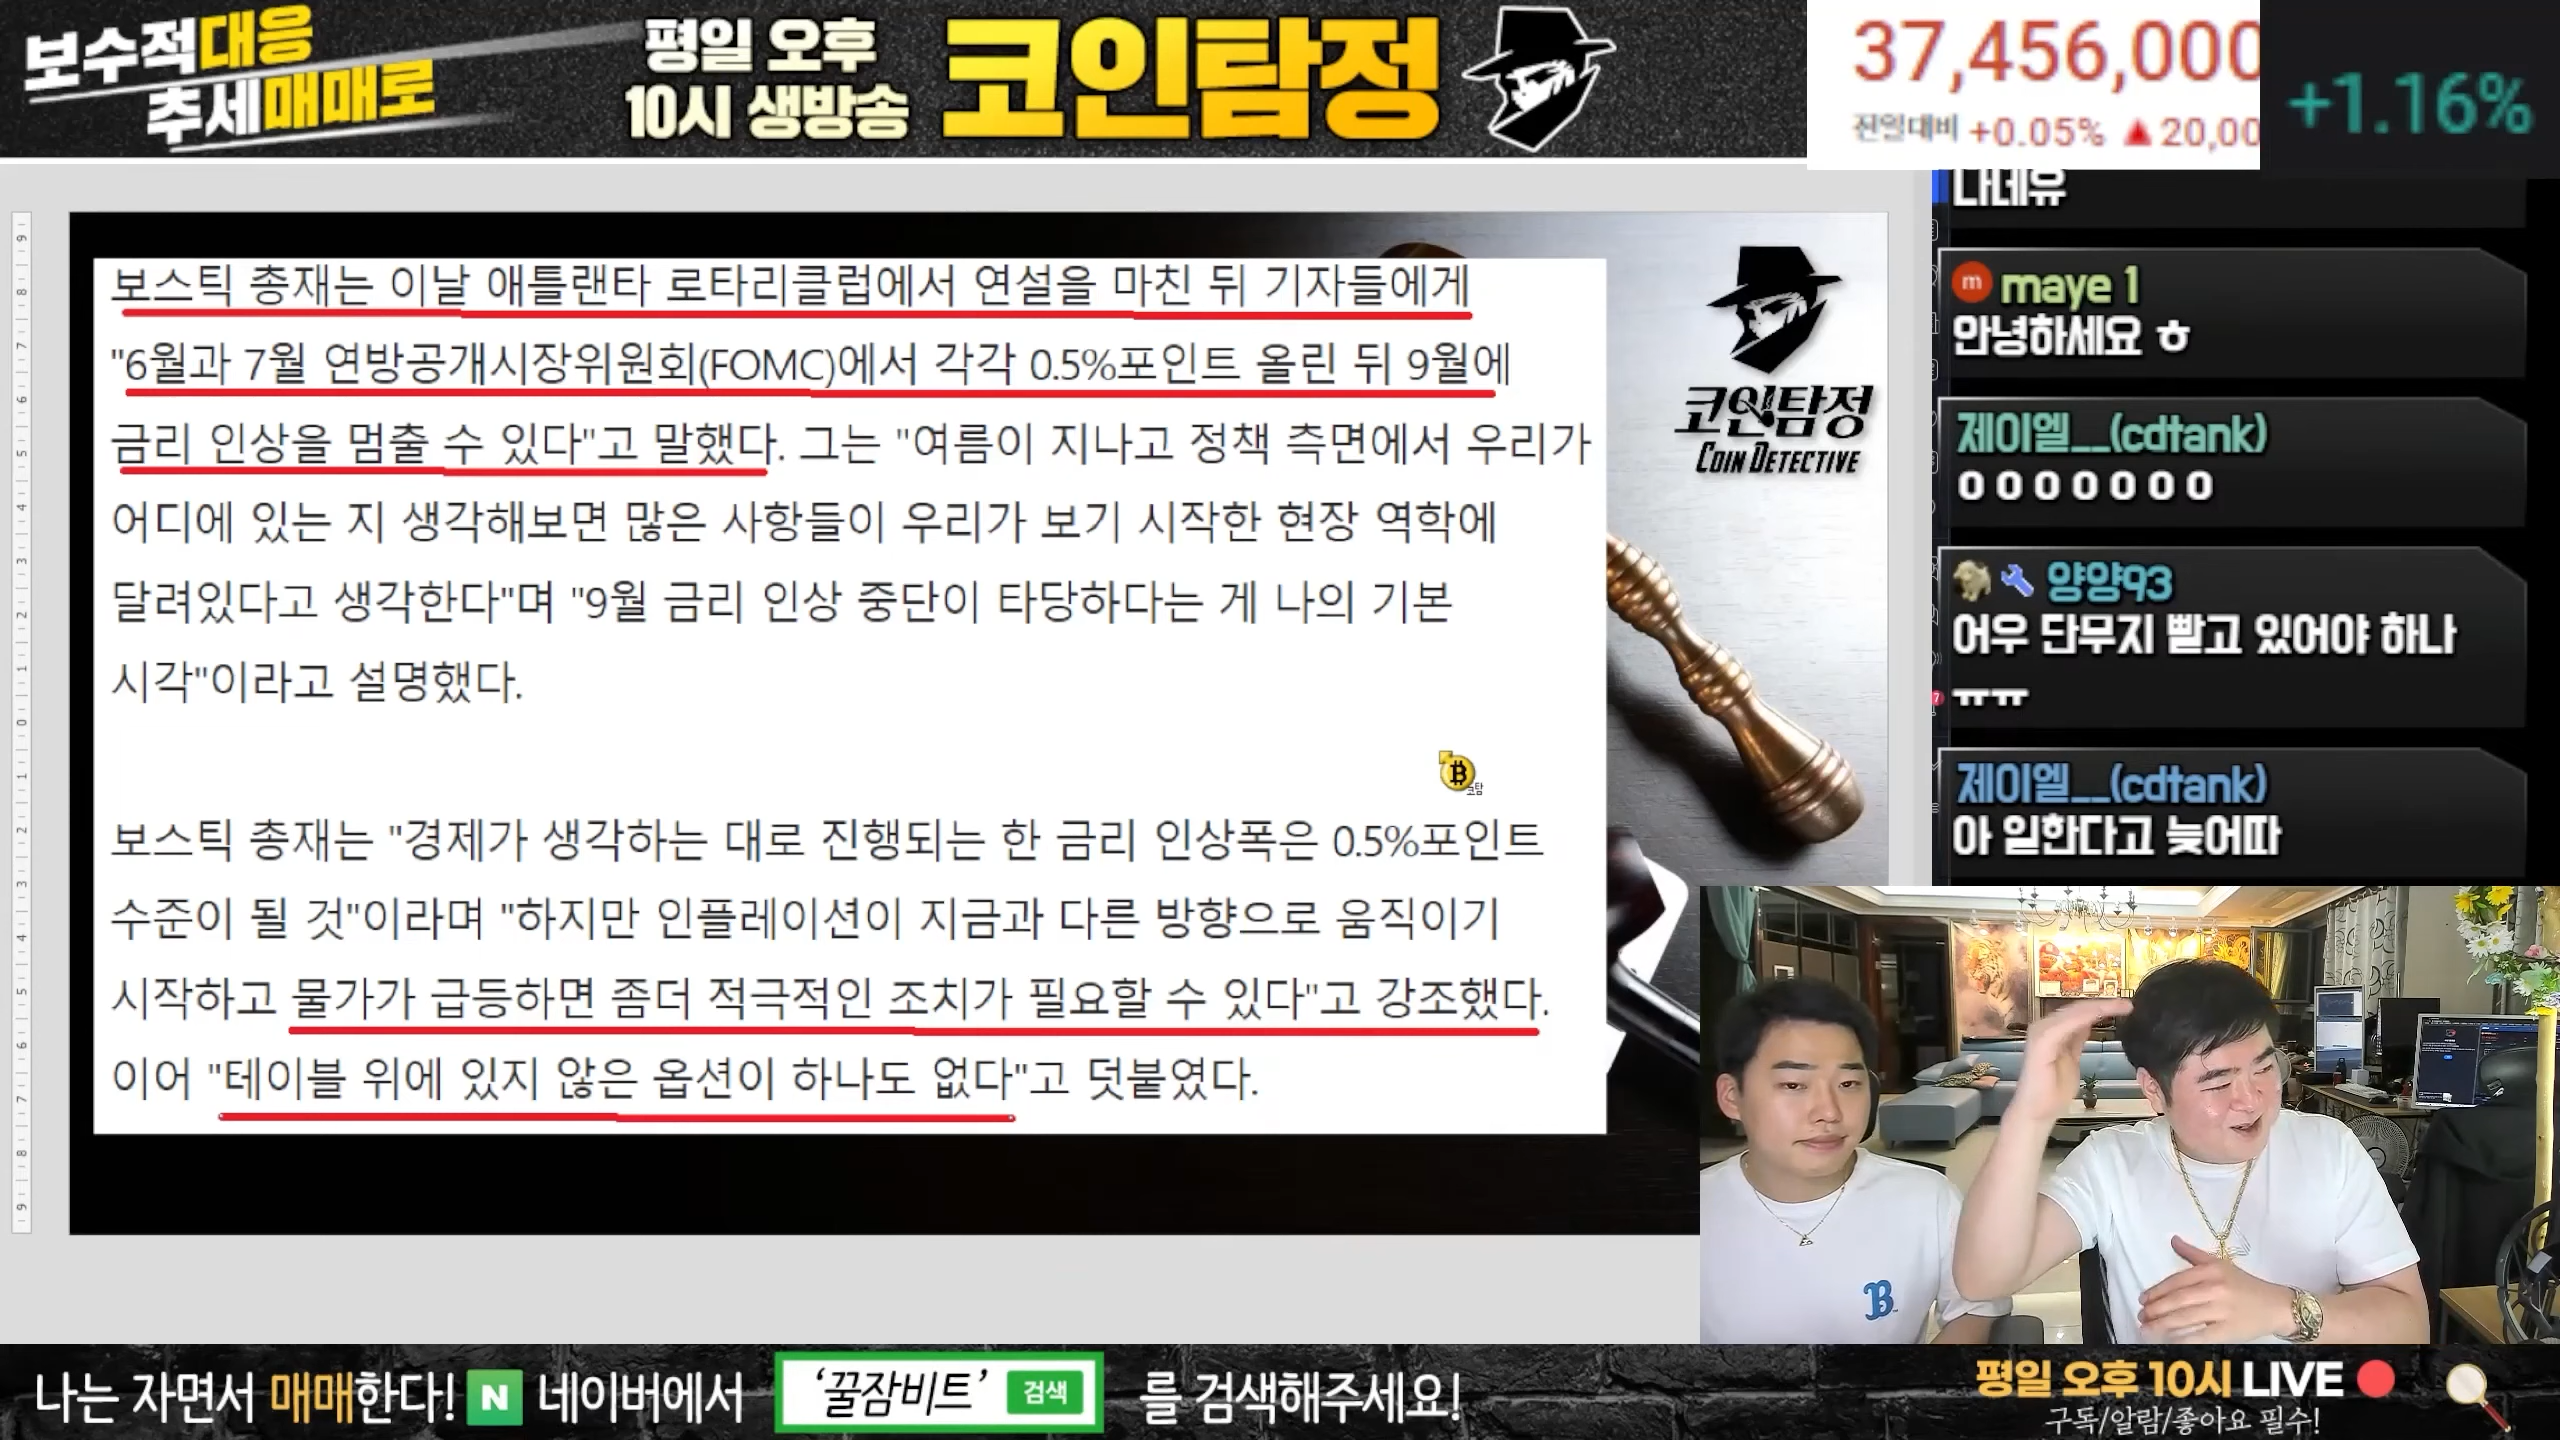 보수적대응
추세매매로
평일 오후
10시 생방송
코인탐정
37,456,000
전일대비 +0.05% ▲ 20,00
+1.16%
보스틱 총재는 이날 애틀랜타 로타리클럽에서 연설을 마친 뒤 기자들에게
"6월과 7월 연방공개시장위원회(FOMC)에서 각각 0.5%포인트 올린 뒤 9월에
금리 인상을 멈출 수 있다"고 말했다. 그는 "여름이 지나고 정책 측면에서 우리가
어디에 있는 지 생각해보면 많은 사항들이 우리가 보기 시작한 현장 역학에
달려있다고 생각한다"며 "9월 금리 인상 중단이 타당하다는 게 나의 기본
시각"이라고 설명했다.
보스틱 총재는 "경제가 생각하는 대로 진행되는 한 금리 인상폭은 0.5%포인트
수준이 될 것"이라며 "하지만 인플레이션이 지금과 다른 방향으로 움직이기
시작하고 물가가 급등하면 좀더 적극적인 조치가 필요할 수 있다"고 강조했다.
이어 "테이블 위에 있지 않은 옵션이 하나도 없다"고 덧붙였다.
코인탐정
COIN DETECTIVE
코탐
나데유
m maye 1
안녕하세요 ㅎ
제이엘__(cdtank)
ㅇㅇㅇㅇㅇㅇㅇ
양양93
어우 단무지 빨고 있어야 하나
ㅠㅠ
제이엘__(cdtank)
아 일한다고 늦어따
B
나는 자면서 매매한다! N 네이버에서 '꿀잠비트' 검색 를 검색해주세요!
평일 오후 10시 LIVE
구독/알람/좋아요 필수!